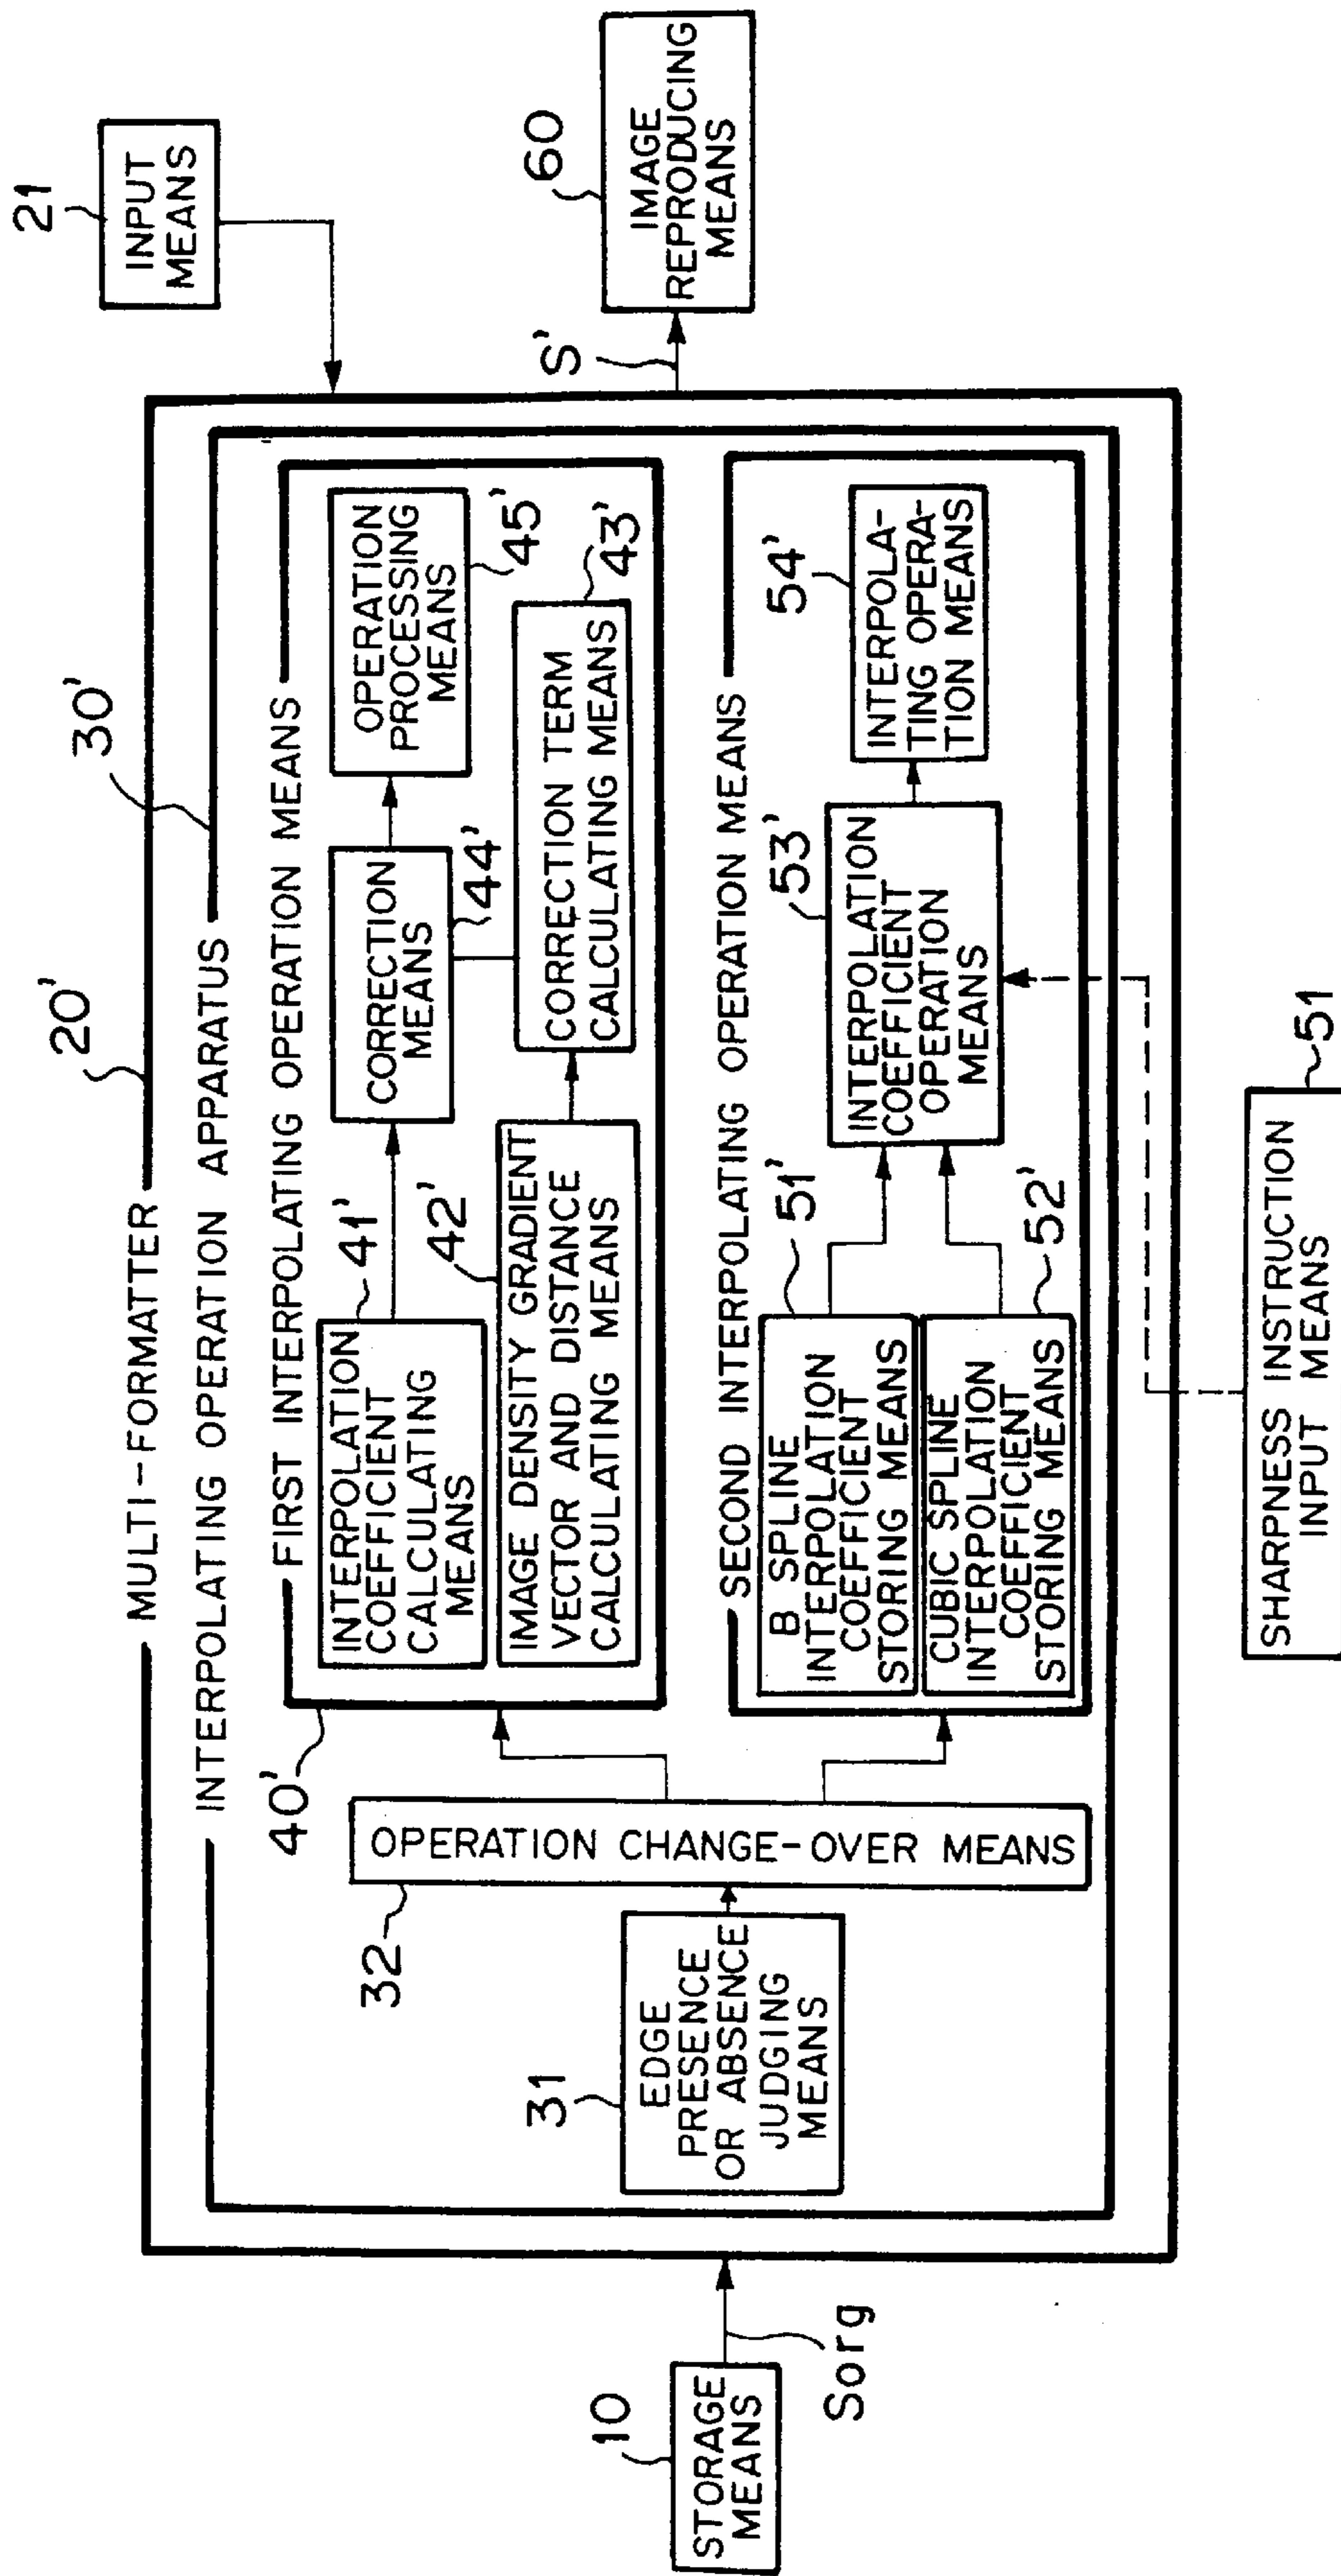 21
INPUT
MEANS
20'
30'
MULTI-FORMATTER
INTERPOLATING OPERATION APPARATUS
40'
FIRST INTERPOLATING OPERATION MEANS
INTERPOLATION
COEFFICIENT
CALCULATING
MEANS
41'
CORRECTION
MEANS
44'
OPERATION
PROCESSING
MEANS
45'
IMAGE DENSITY GRADIENT
VECTOR AND DISTANCE
CALCULATING MEANS
42'
CORRECTION TERM
CALCULATING MEANS
43'
10
STORAGE
MEANS
Sorg
31
EDGE
PRESENCE
OR ABSENCE
JUDGING
MEANS
32
OPERATION CHANGE-OVER MEANS
SECOND INTERPOLATING OPERATION MEANS
B SPLINE
INTERPOLATION
COEFFICIENT
STORING MEANS
51'
CUBIC SPLINE
INTERPOLATION
COEFFICIENT
STORING MEANS
52'
INTERPOLATION
COEFFICIENT
OPERATION
MEANS
53'
INTERPOLA-
TING OPERA-
TION MEANS
54'
S'
60
IMAGE
REPRODUCING
MEANS
SHARPNESS INSTRUCTION
INPUT MEANS
51